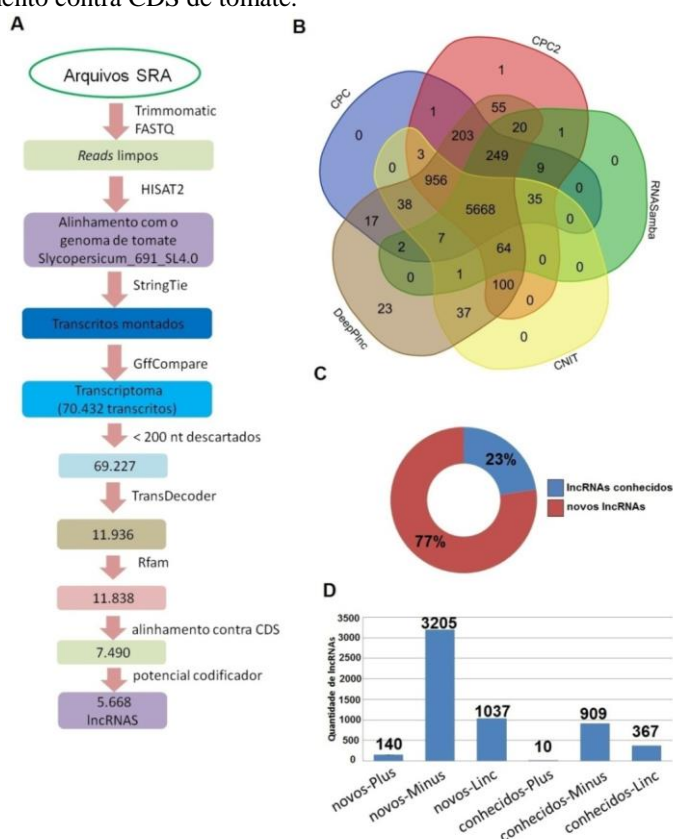 mento contra CDS de tomate.
A
Arquivos SRA
Trimmomatic
FASTQ
Reads limpos
HISAT2
Alinhamento com o
genoma de tomate
Slycopersicum_691_SL4.0
StringTie
Transcritos montados
GffCompare
Transcriptoma
(70.432 transcritos)
< 200 nt descartados
69.227
TransDecoder
11.936
Rfam
11.838
alinhamento contra CDS
7.490
potencial codificador
5.668
lncRNAS
B
CPC2
CPC
RNASamba
DeepPlnc
CNIT
1
55
1
0
1
203
20
0
3
249
9
0
0
956
35
38
5668
0
17
7
64
2
0
0
1
0
100
23
37
0
0
C
23%
77%
lncRNAs conhecidos
novos lncRNAs
D
Quantidade de lncRNAs
3500
3000
2500
2000
1500
1000
500
0
140
3205
1037
10
909
367
novos-Plus
novos-Minus
novos-Linc
conhecidos-Plus
conhecidos-Minus
conhecidos-Linc